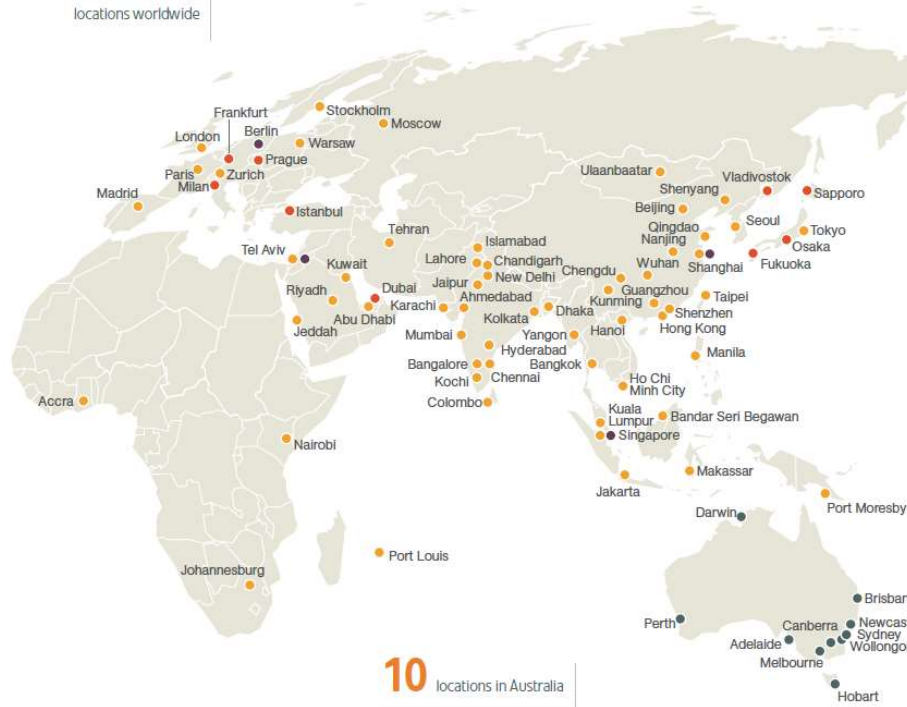 locations worldwide
Frankfurt
Stockholm
Moscow
London
Berlin
Warsaw
Paris
Zurich
Prague
Milan
Madrid
Istanbul
Ulaanbaatar
Vladivostok
Shenyang
Sapporo
Beijing
Seoul
Tokyo
Qingdao
Nanjing
Osaka
Tehran
Islamabad
Tel Aviv
Lahore
Chandigarh
Kuwait
New Delhi
Chengdu
Wuhan
Shanghai
Fukuoka
Jaipur
Riyadh
Dubai
Ahmedabad
Guangzhou
Taipei
Abu Dhabi
Karachi
Kunming
Shenzhen
Jeddah
Kolkata
Dhaka
Hong Kong
Mumbai
Yangon
Hanoi
Hyderabad
Manila
Bangalore
Bangkok
Kochi
Chennai
Ho Chi
Minh City
Accra
Colombo
Kuala
Lumpur
Bandar Seri Begawan
Singapore
Nairobi
Makassar
Jakarta
Port Moresby
Darwin
Port Louis
Johannesburg
Brisban
Perth
Canberra
Newcas
Sydney
Adelaide
Wollongo
Melbourne
10 locations in Australia
Hobart